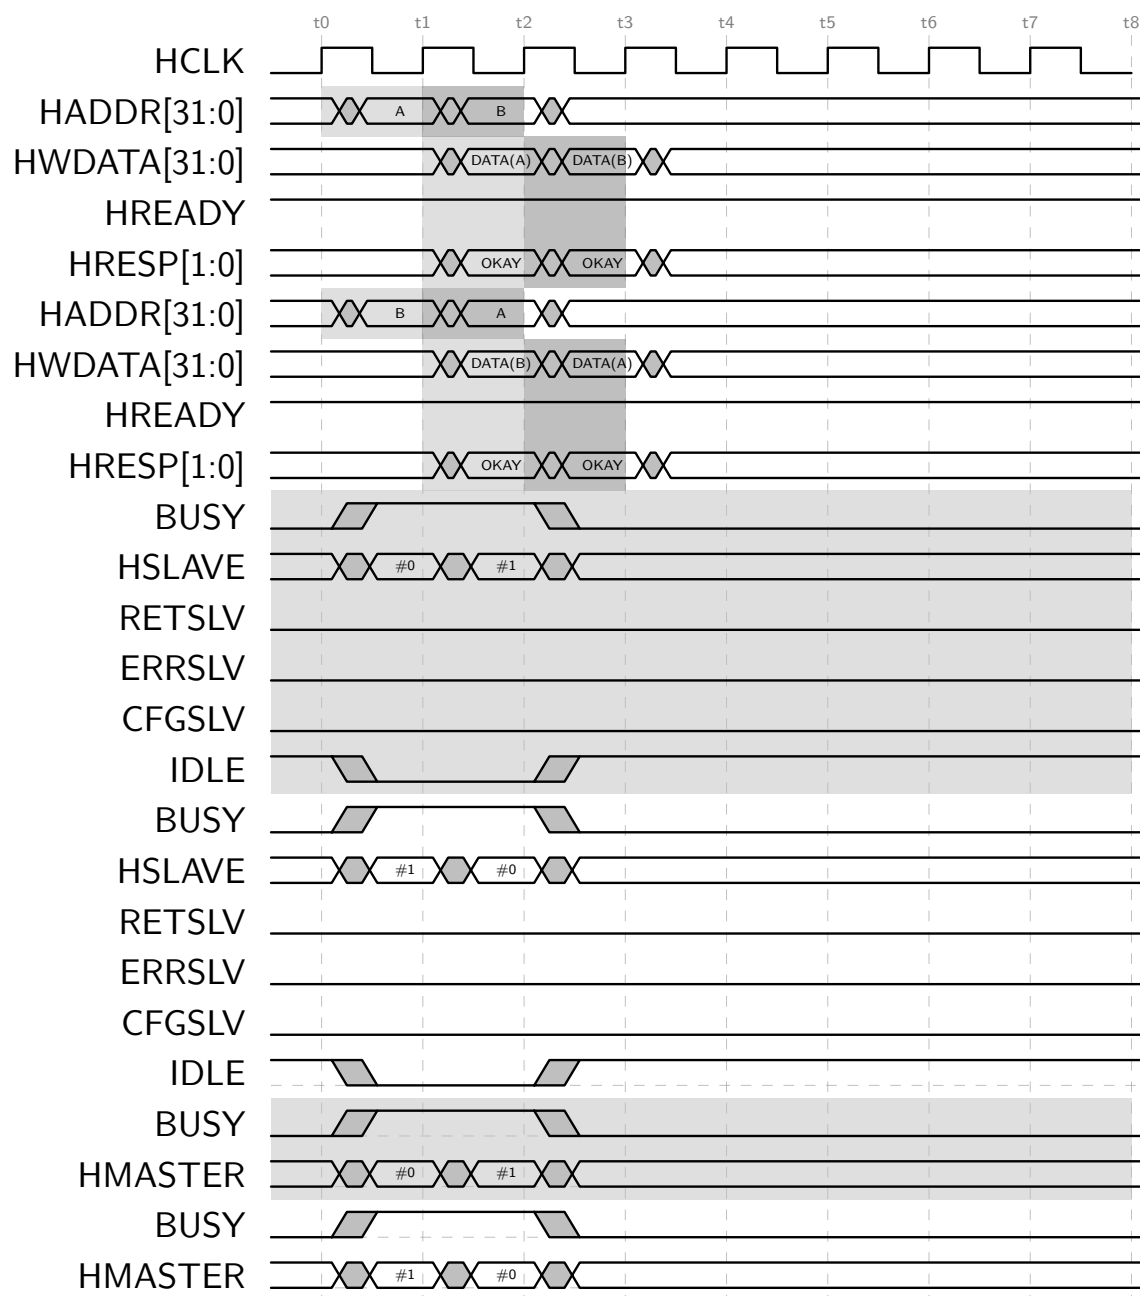 t0 t1 t2 t3 t4 t5 t6 t7 t8
HCLK
HADDR[31:0] A B
HWDATA[31:0] DATA(A) DATA(B)
HREADY
HRESP[1:0] OKAY OKAY
HADDR[31:0] B A
HWDATA[31:0] DATA(B) DATA(A)
HREADY
HRESP[1:0] OKAY OKAY
BUSY
HSLAVE #0 #1
RETSLV
ERRSLV
CFGSLV
IDLE
BUSY
HSLAVE #1 #0
RETSLV
ERRSLV
CFGSLV
IDLE
BUSY
HMASTER #0 #1
BUSY
HMASTER #1 #0